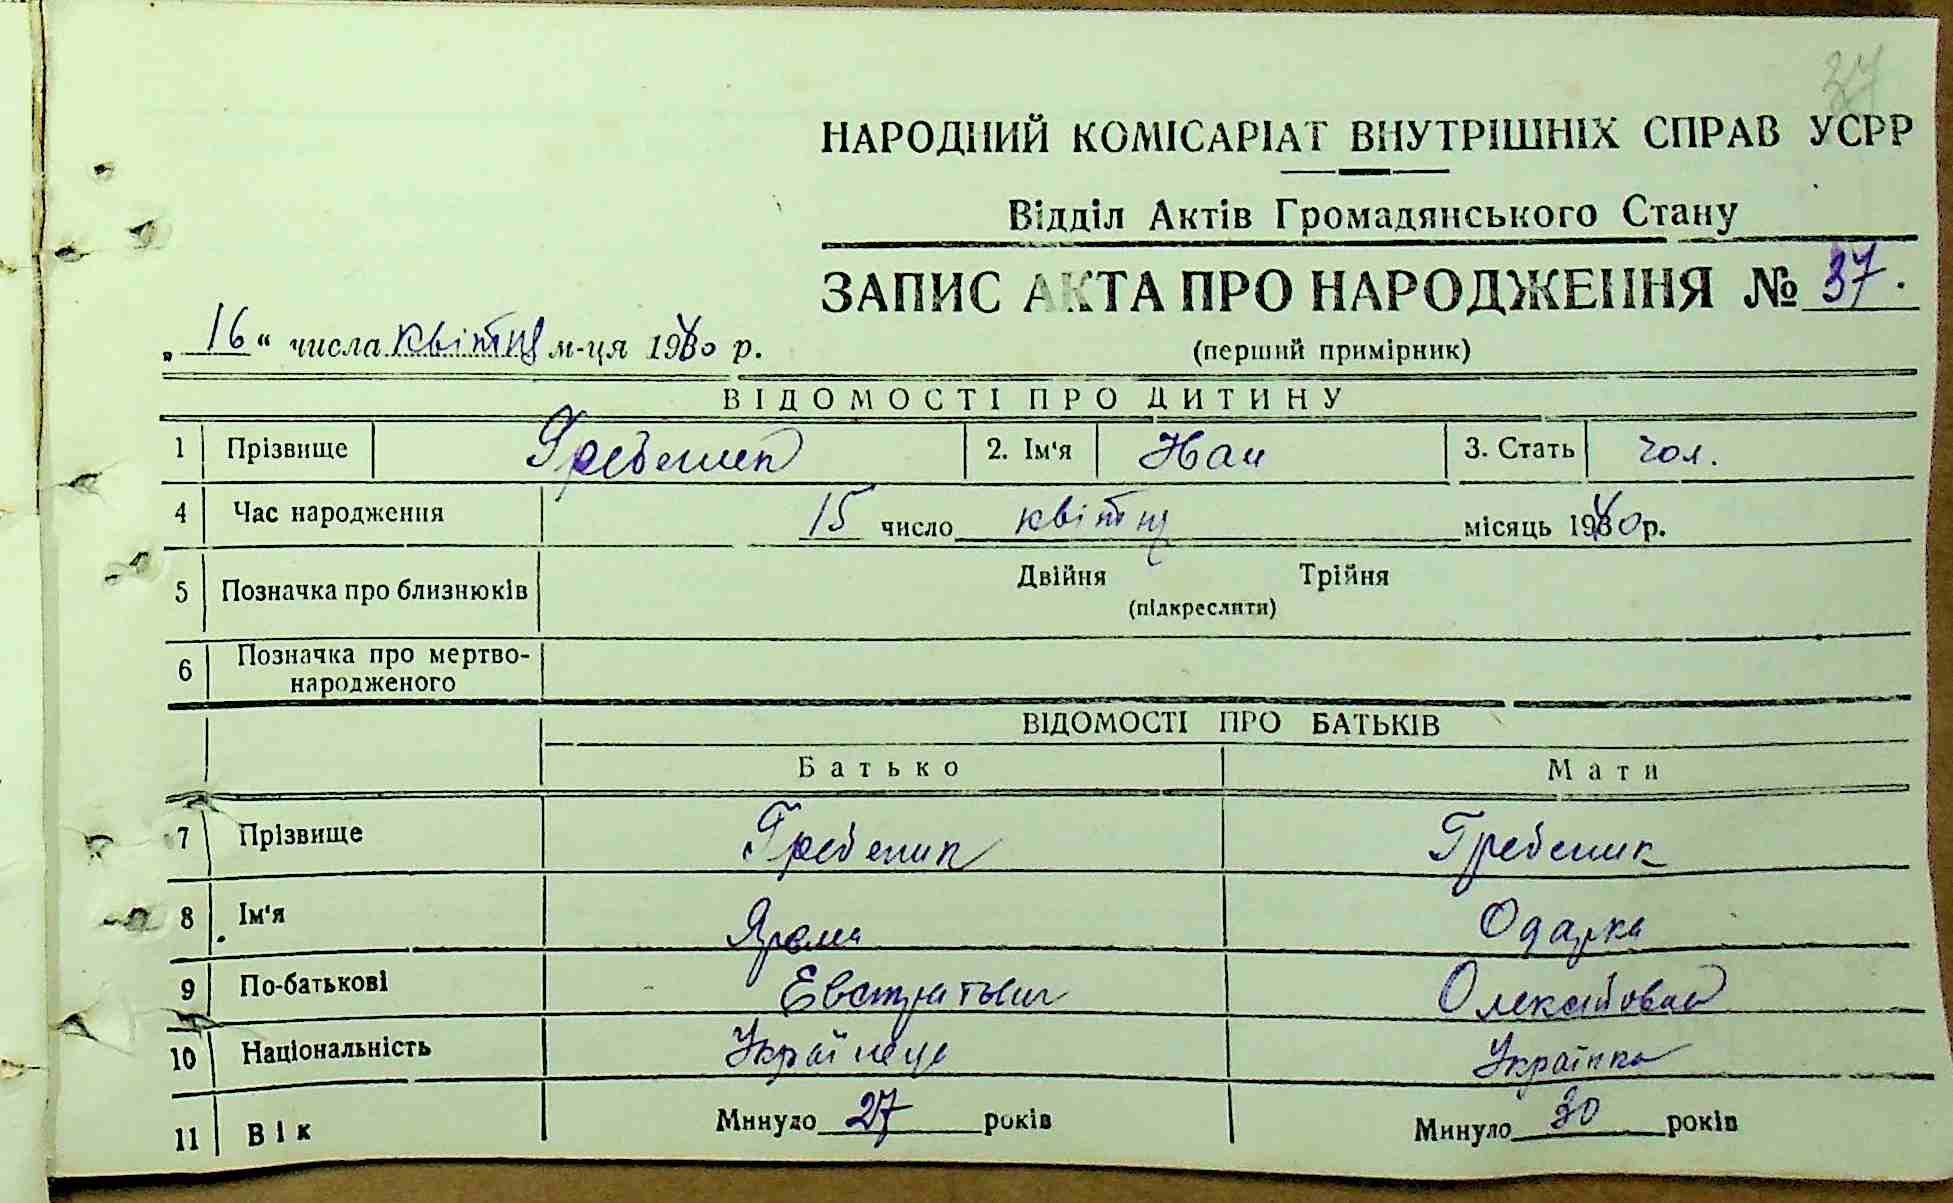 37
НАРОДНИЙ КОМІСАРІАТ ВНУТРІШНІХ СПРАВ УСРР
Відділ Актів Громадянського Стану
ЗАПИС АКТА ПРО НАРОДЖЕННЯ № 37.
„16“ числа квітня м-ця 1940 р.
(перший примірник)
ВІДОМОСТІ ПРО ДИТИНУ
1 Прізвище Гребеник 2. Ім'я 3. Стать чол.
4 Час народження 15 число квітня місяць 1940 р.
5 Позначка про близнюків Двійня Трійня
(підкреслити)
6 Позначка про мертво-
народженого
ВІДОМОСТІ ПРО БАТЬКІВ
Батько Мати
7 Прізвище Гребеник Гребеник
8 Ім'я Ярема Одарка
9 По-батькові Евстратович Олексіївна
10 Національність Українець Українка
11 Вік Минуло 27 років Минуло 30 років